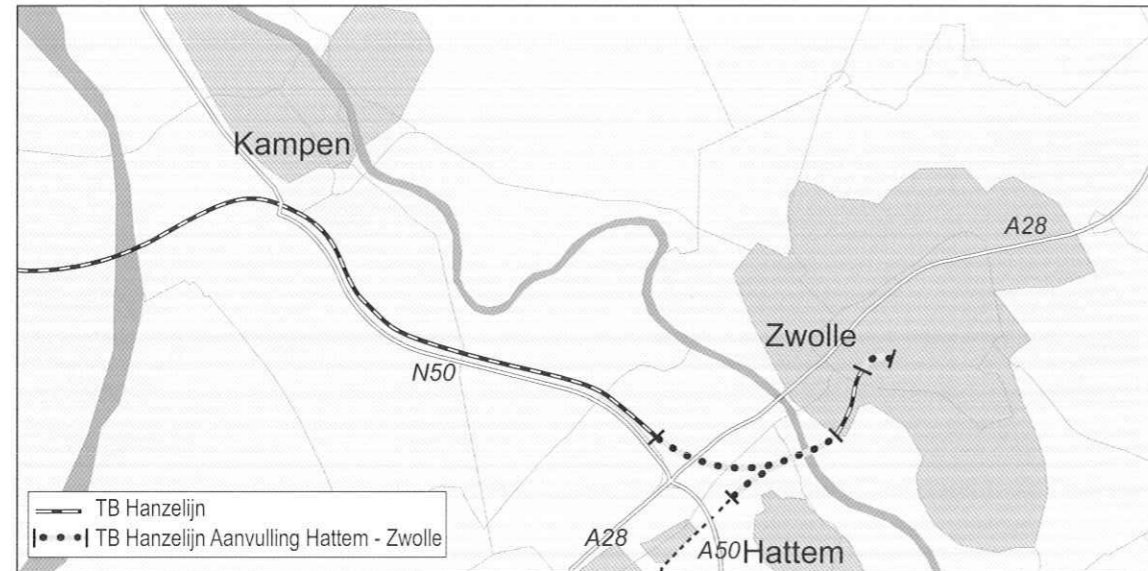 Kampen
A28
Zwolle
N50
TB Hanzelijn
TB Hanzelijn Aanvulling Hattem - Zwolle
A28
A50
Hattem